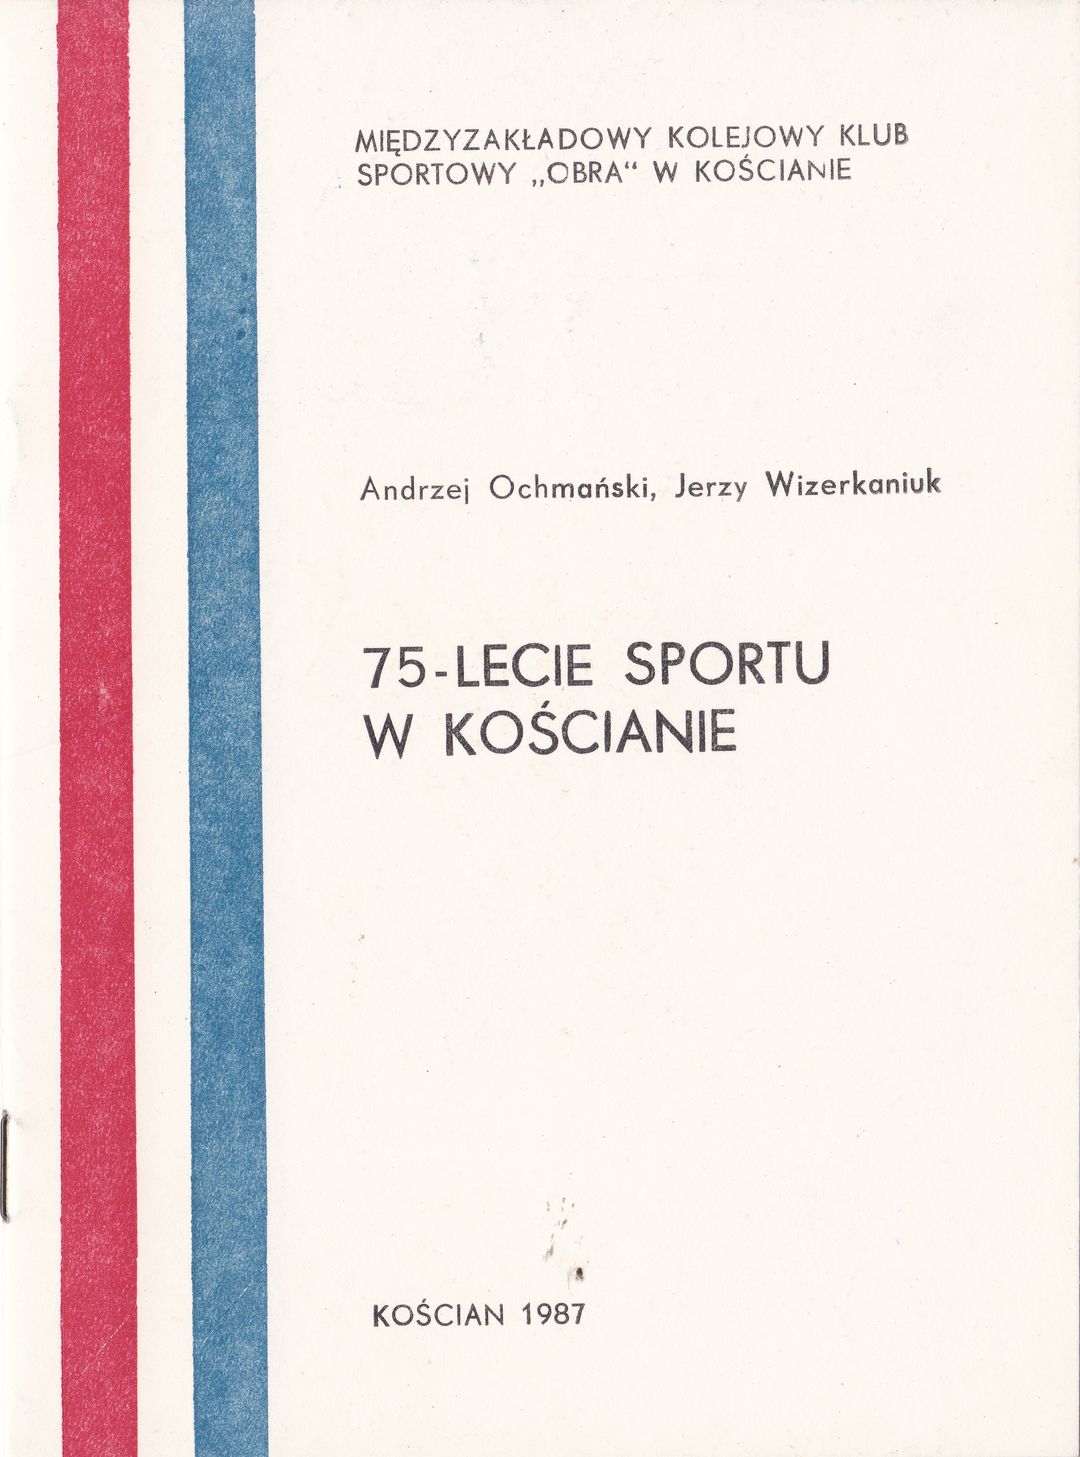 MIĘDZYZAKŁADOWY KOLEJOWY KLUB
SPORTOWY „OBRA“ W KOŚCIANIE
Andrzej Ochmański, Jerzy Wizerkaniuk
75-LECIE SPORTU
W KOŚCIANIE
KOŚCIAN 1987